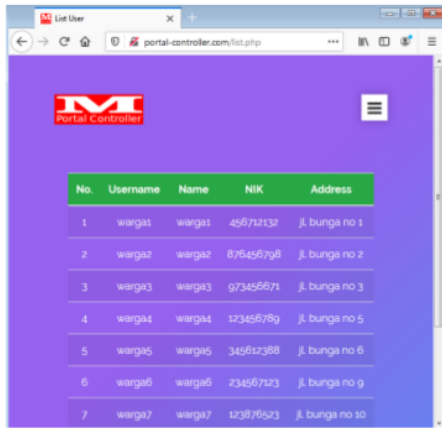 List User
portal-controller.com/list.php
M
Portal Controller
No. Username Name NIK Address
1 warga1 warga1 456712132 jl. bunga no 1
2 warga2 warga2 876456798 jl. bunga no 2
3 warga3 warga3 973456671 jl. bunga no 3
4 warga4 warga4 123456789 jl. bunga no 5
5 warga5 warga5 345612388 jl. bunga no 6
6 warga6 warga6 234567123 jl. bunga no 9
7 warga7 warga7 123876523 jl. bunga no 10